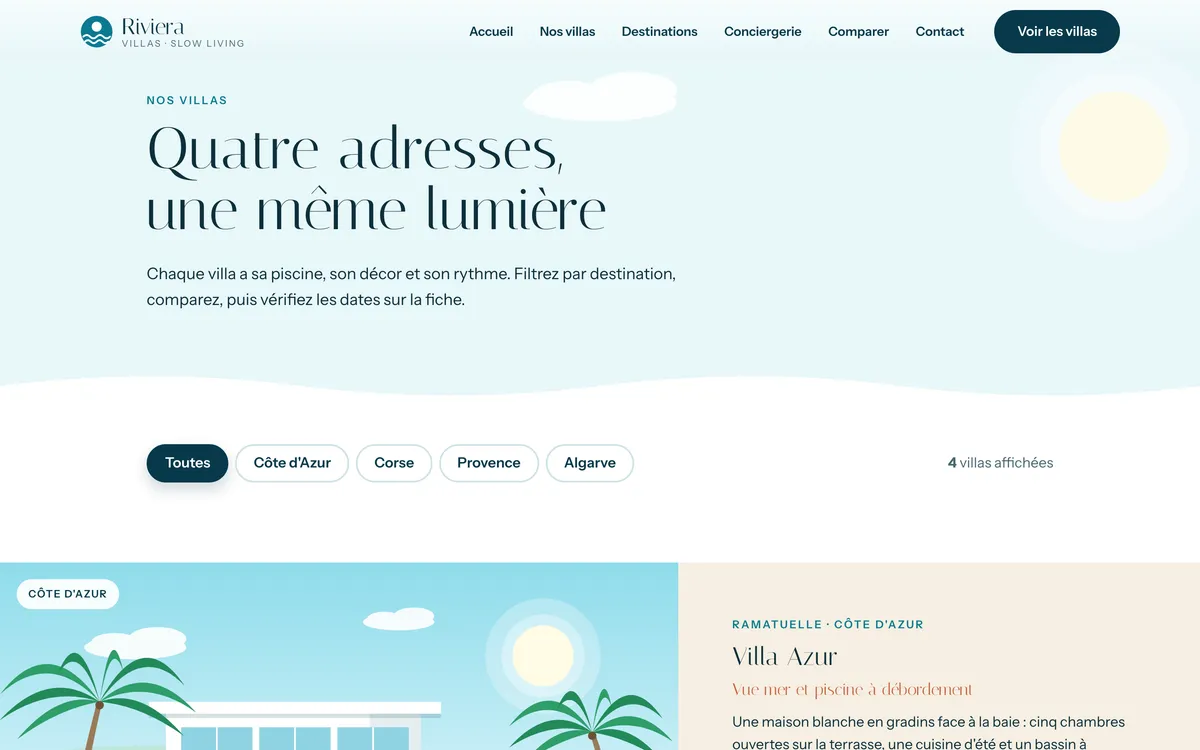 Riviera
VILLAS · SLOW LIVING
Accueil
Nos villas
Destinations
Conciergerie
Comparer
Contact
Voir les villas
NOS VILLAS
Quatre adresses,
une même lumière
Chaque villa a sa piscine, son décor et son rythme. Filtrez par destination,
comparez, puis vérifiez les dates sur la fiche.
Toutes
Côte d'Azur
Corse
Provence
Algarve
4 villas affichées
CÔTE D'AZUR
RAMATUELLE · CÔTE D'AZUR
Villa Azur
Vue mer et piscine à débordement
Une maison blanche en gradins face à la baie : cinq chambres
ouvertes sur la terrasse, une cuisine d'été et un bassin à